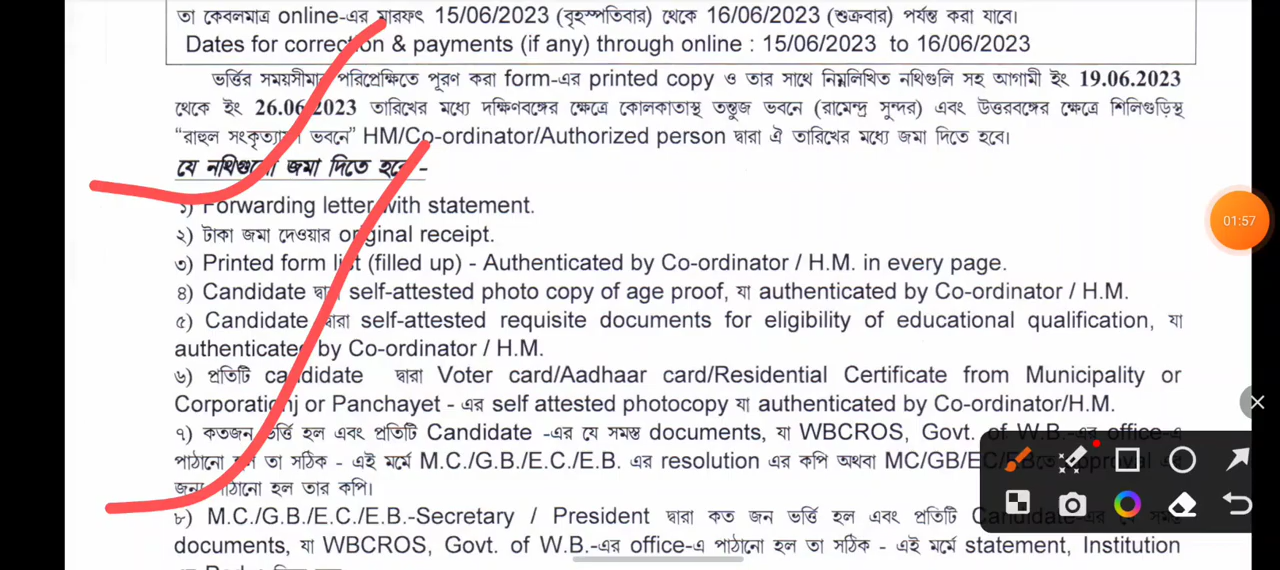 তা কেবলমাত্র online-এর মারফৎ 15/06/2023 (বৃহস্পতিবার) থেকে 16/06/2023 (শুক্রবার) পর্যন্ত করা যাবে।
Dates for correction & payments (if any) through online : 15/06/2023 to 16/06/2023
ভর্ত্তির সময়সীমার পরিপ্রেক্ষিতে পূরণ করা form-এর printed copy ও তার সাথে নিম্নলিখিত নথিগুলি সহ আগামী ইং 19.06.2023
থেকে ইং 26.06.2023 তারিখের মধ্যে দক্ষিণবঙ্গের ক্ষেত্রে কোলকাতাস্থ তন্তুজ ভবনে (রামেন্দ্র সুন্দর) এবং উত্তরবঙ্গের ক্ষেত্রে শিলিগুড়িস্থ
“রাহুল সংকৃত্যায়ন ভবনে” HM/Co-ordinator/Authorized person দ্বারা ঐ তারিখের মধ্যে জমা দিতে হবে।
যে নথিগুলো জমা দিতে হবে -
১) Forwarding letter with statement.
২) টাকা জমা দেওয়ার original receipt.
৩) Printed form list (filled up) - Authenticated by Co-ordinator / H.M. in every page.
৪) Candidate দ্বারা self-attested photo copy of age proof, যা authenticated by Co-ordinator / H.M.
৫) Candidate দ্বারা self-attested requisite documents for eligibility of educational qualification, যা
authenticated by Co-ordinator / H.M.
৬) প্রতিটি candidate দ্বারা Voter card/Aadhaar card/Residential Certificate from Municipality or
Corporationj or Panchayet - এর self attested photocopy যা authenticated by Co-ordinator/H.M.
৭) কতজন ভর্ত্তি হল এবং প্রতিটি Candidate -এর যে সমস্ত documents, যা WBCROS, Govt. of W.B.-এর office-এ
পাঠানো হল তা সঠিক - এই মর্মে M.C./G.B./E.C./E.B. এর resolution এর কপি অথবা MC/GB/EC/EBতে approval এর
জন্য পাঠানো হল তার কপি।
৮) M.C./G.B./E.C./E.B.-Secretary / President দ্বারা কত জন ভর্ত্তি হল এবং প্রতিটি Candidate-এর যে সমস্ত
documents, যা WBCROS, Govt. of W.B.-এর office-এ পাঠানো হল তা সঠিক - এই মর্মে statement, Institution
01:57